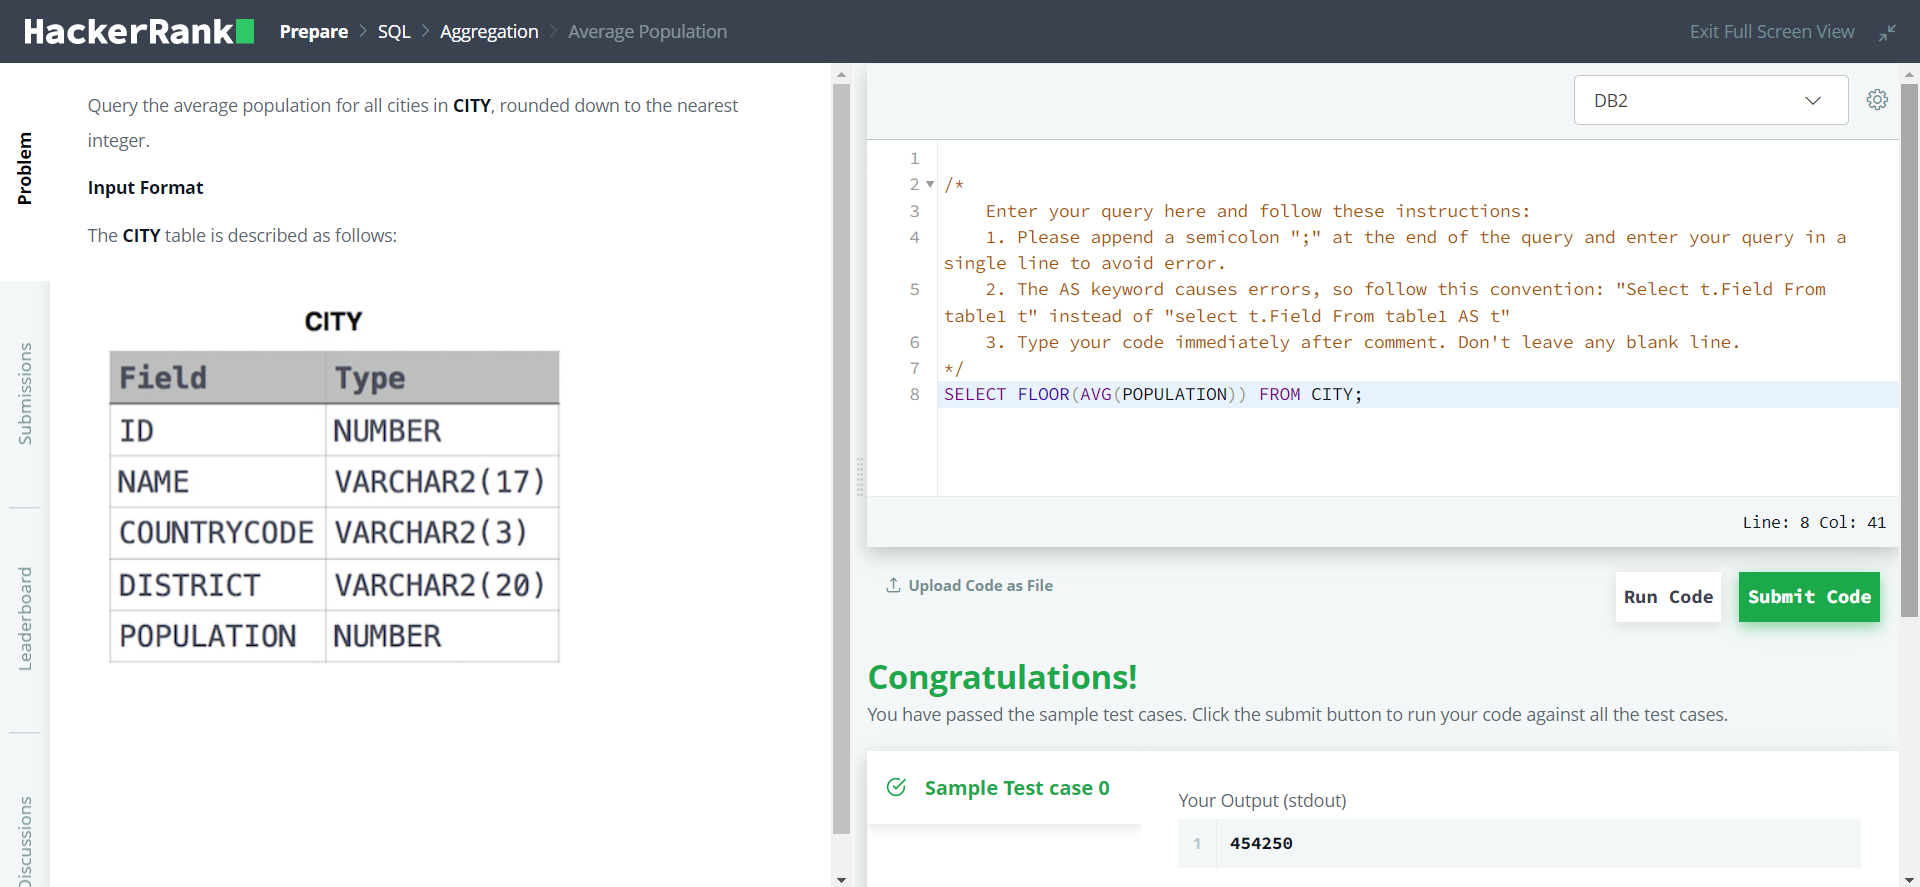 HackerRank
Prepare > SQL > Aggregation > Average Population
Exit Full Screen View
Problem
Submissions
Leaderboard
Discussions
Query the average population for all cities in CITY, rounded down to the nearest
integer.
Input Format
The CITY table is described as follows:
CITY
Field Type
ID NUMBER
NAME VARCHAR2(17)
COUNTRYCODE VARCHAR2(3)
DISTRICT VARCHAR2(20)
POPULATION NUMBER
DB2
1
2 /*
3 Enter your query here and follow these instructions:
4 1. Please append a semicolon ";" at the end of the query and enter your query in a
single line to avoid error.
5 2. The AS keyword causes errors, so follow this convention: "Select t.Field From
table1 t" instead of "select t.Field From table1 AS t"
6 3. Type your code immediately after comment. Don't leave any blank line.
7 */
8 SELECT FLOOR(AVG(POPULATION)) FROM CITY;
Line: 8 Col: 41
Upload Code as File
Run Code
Submit Code
Congratulations!
You have passed the sample test cases. Click the submit button to run your code against all the test cases.
Sample Test case 0
Your Output (stdout)
1 454250